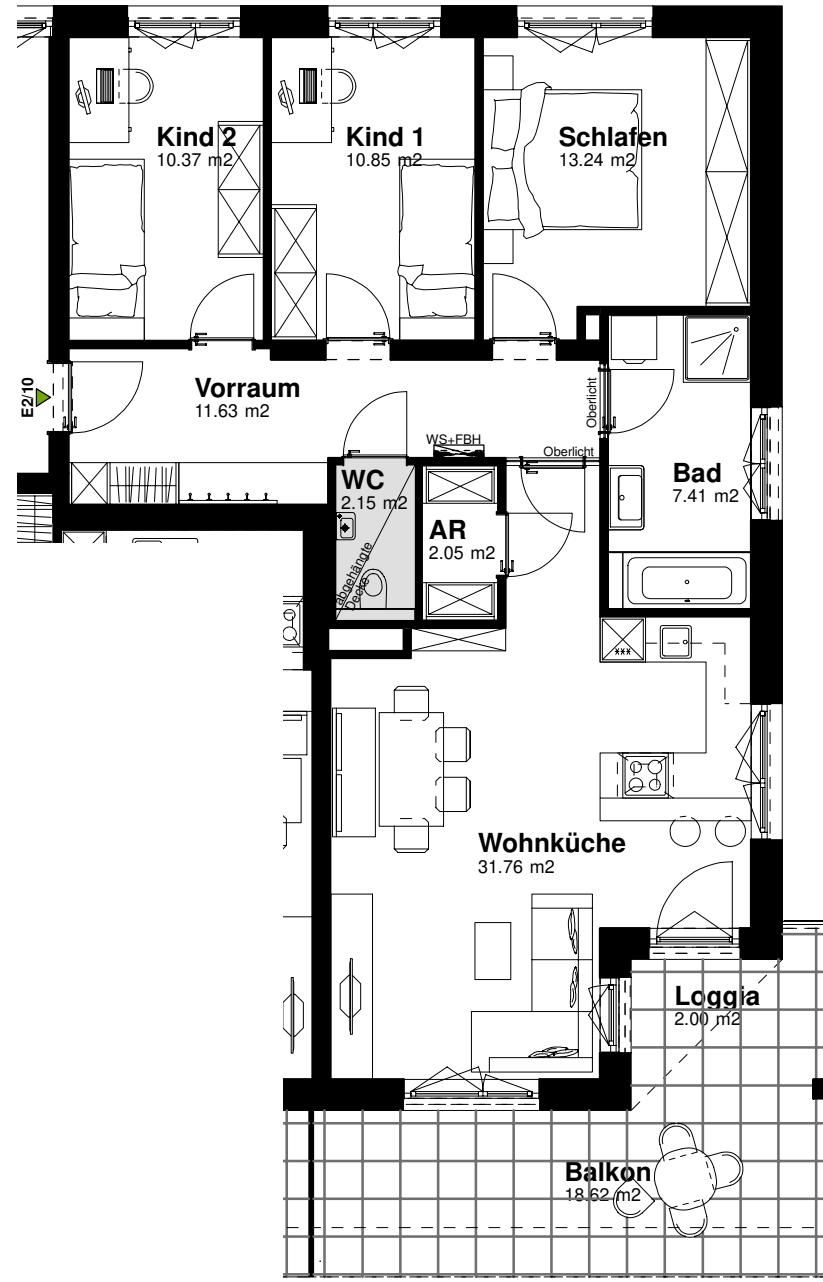 Kind 2
10.37 m2
Kind 1
10.85 m2
Schlafen
13.24 m2
E2/10
Vorraum
11.63 m2
Oberlicht
WS+FBH
Oberlicht
WC
2.15 m2
abgehängte
Decke
AR
2.05 m2
Bad
7.41 m2
***
Wohnküche
31.76 m2
Loggia
2.00 m2
Balkon
18.62 m2